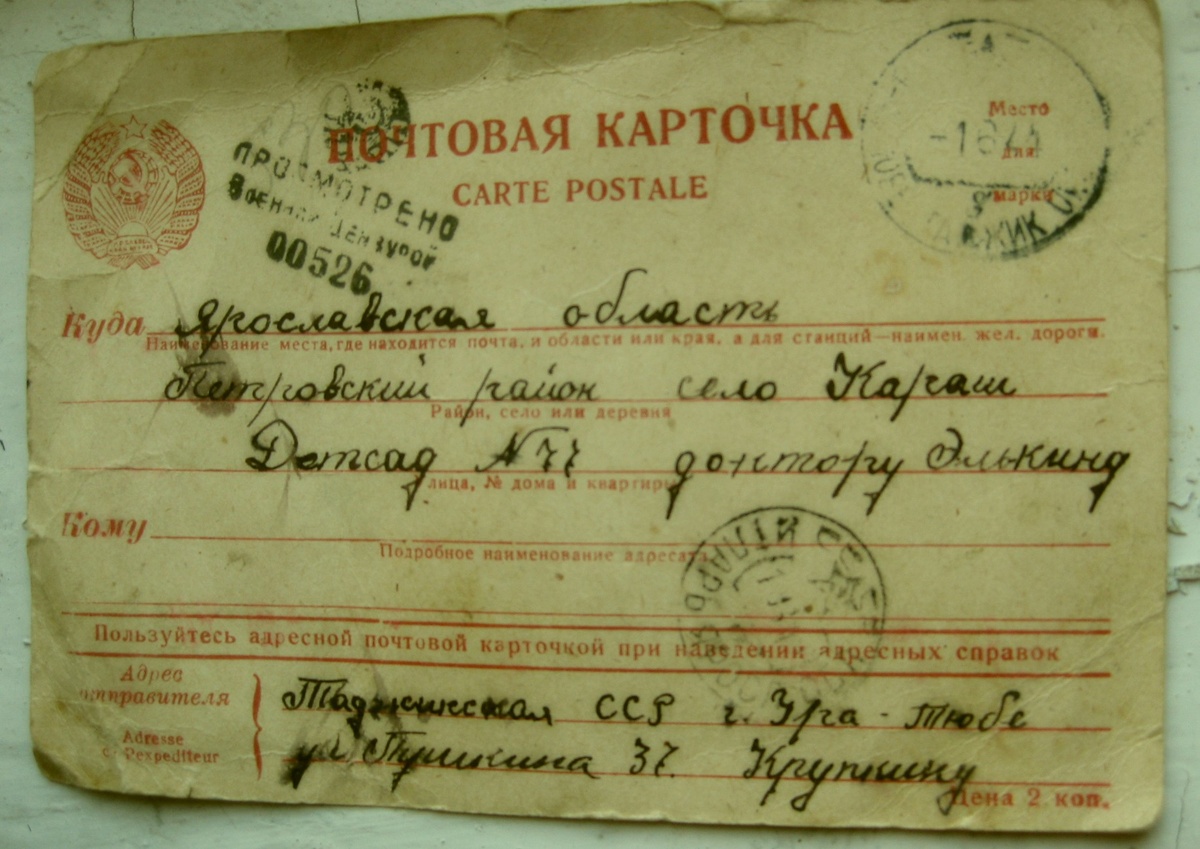 ПОЧТОВАЯ КАРТОЧКА
CARTE POSTALE
Место
для
марки
ПРОСМОТРЕНО
Военной Цензурой
00526
Куда Ярославская область
Наименование места, где находится почта, и области или края, а для станций—наимен. жел. дороги.
Петровский район село Караш
Район, село или деревня
Детсад № 77 доктору Элькинд
лица, № дома и квартиры
Кому
Подробное наименование адресата
Пользуйтесь адресной почтовой карточкой при наведении адресных справок
Адрес
отправителя
Adresse
de l'expediteur
Таджикская ССР г. Ура-Тюбе
ул Пушкина 37. Крупкину
Цена 2 коп.